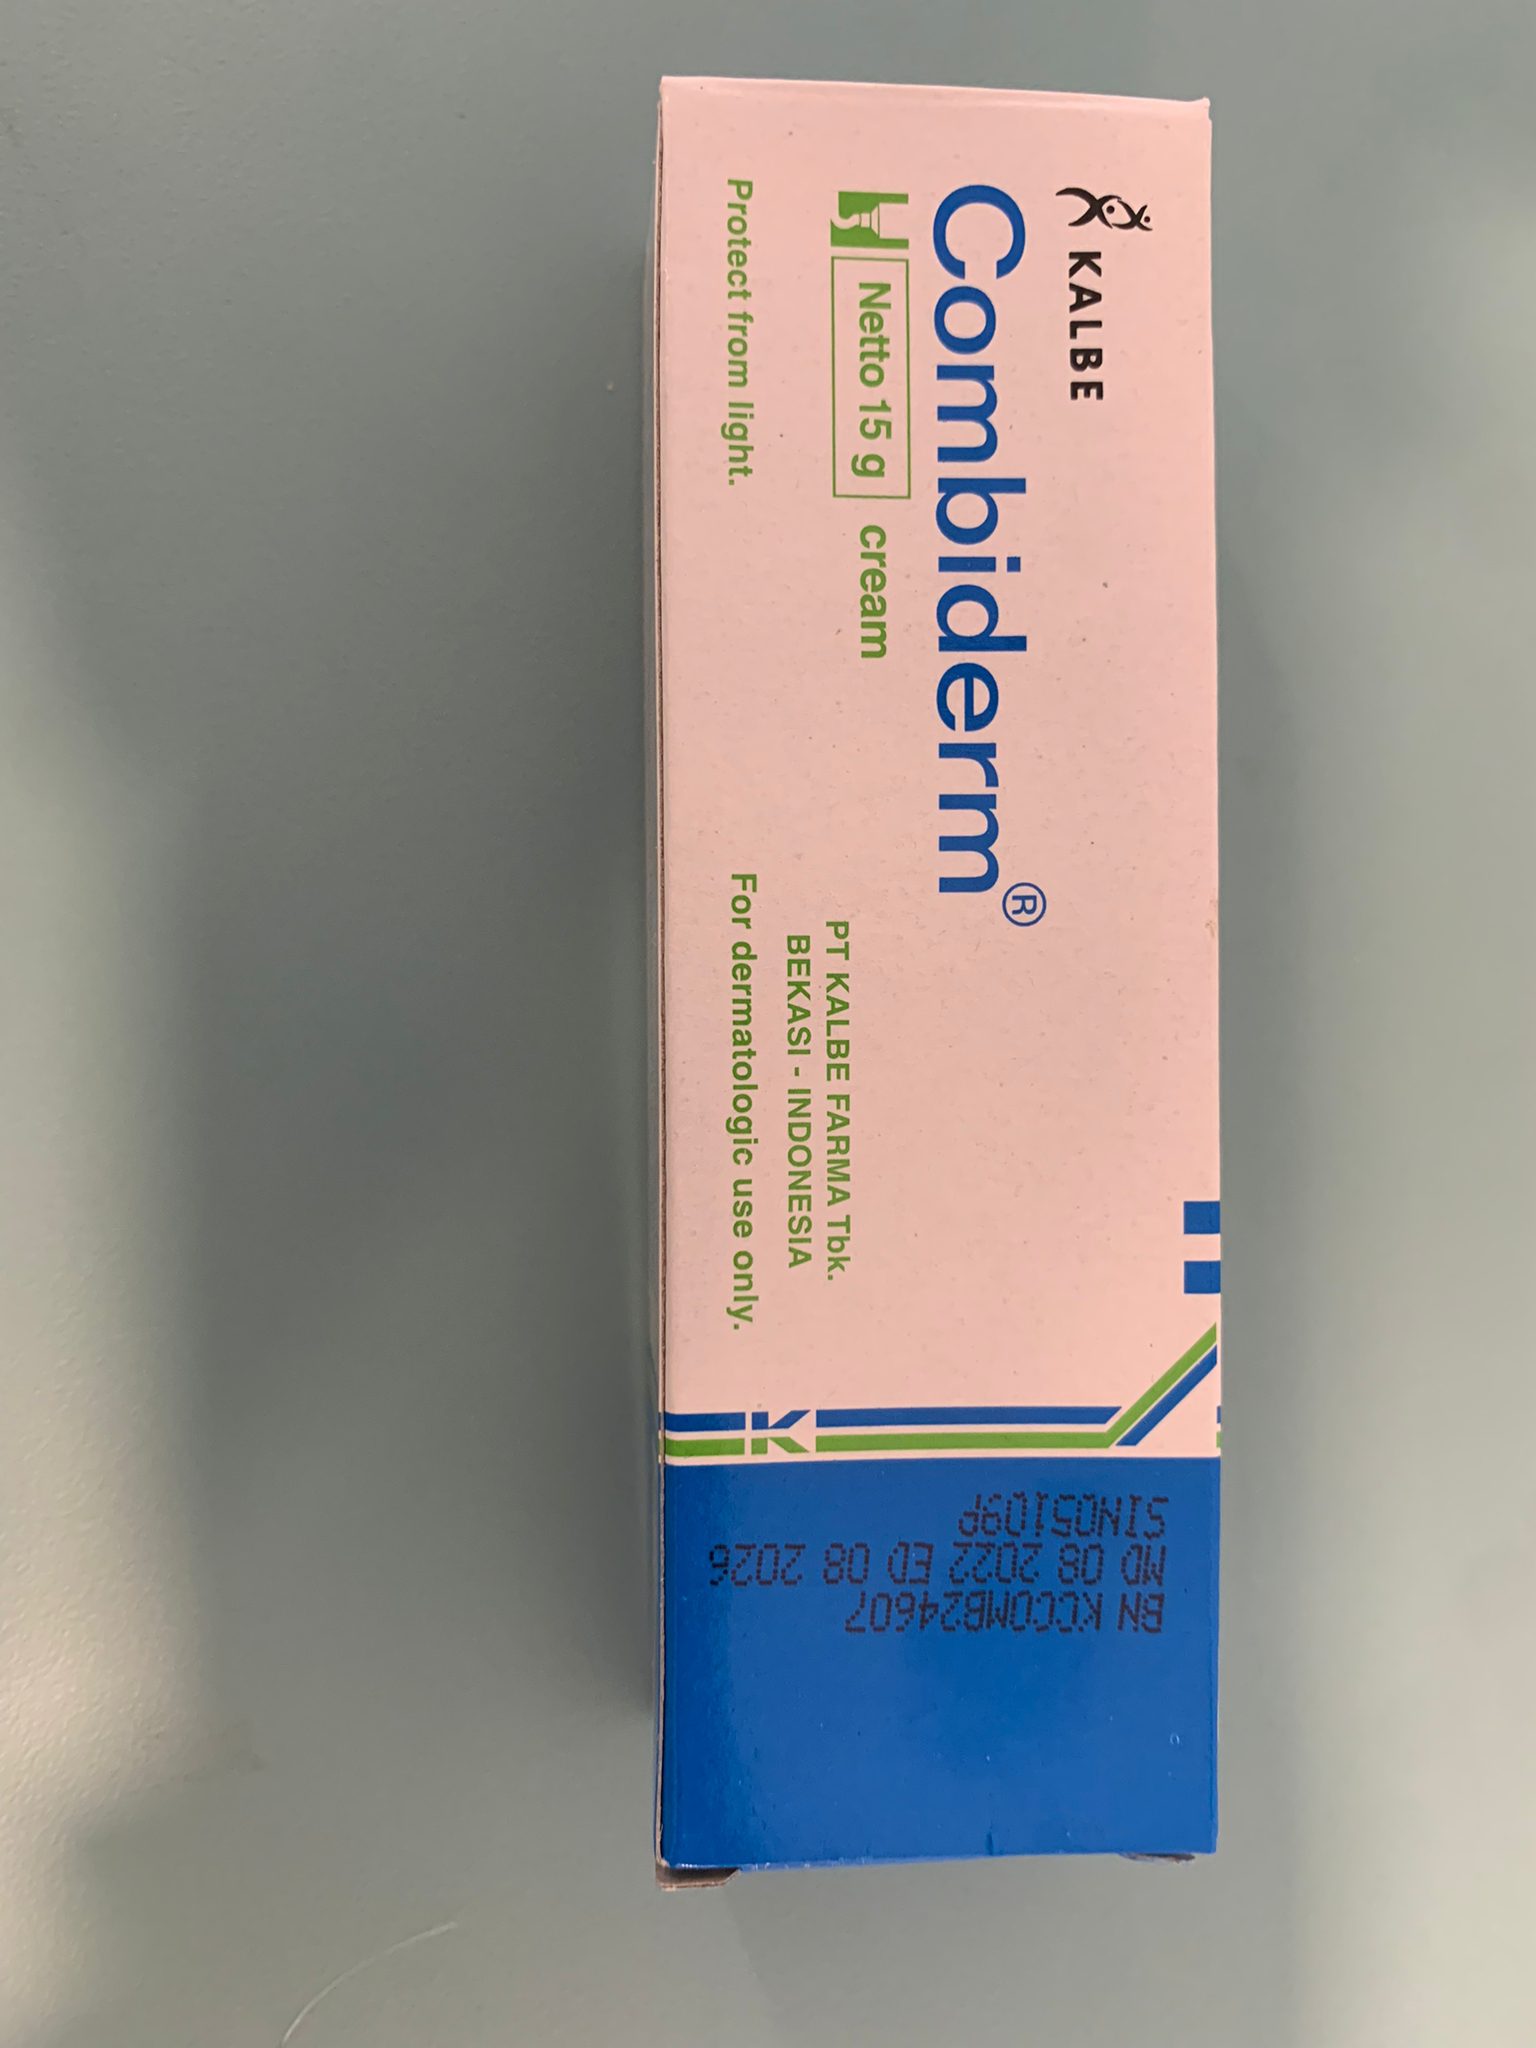 KALBE
Combiderm®
Netto 15 g cream
PT KALBE FARMA Tbk.
BEKASI - INDONESIA
Protect from light.
For dermatologic use only.
BN KCCOMB24607
MD 08 2022 ED 08 2026
SIN05109P